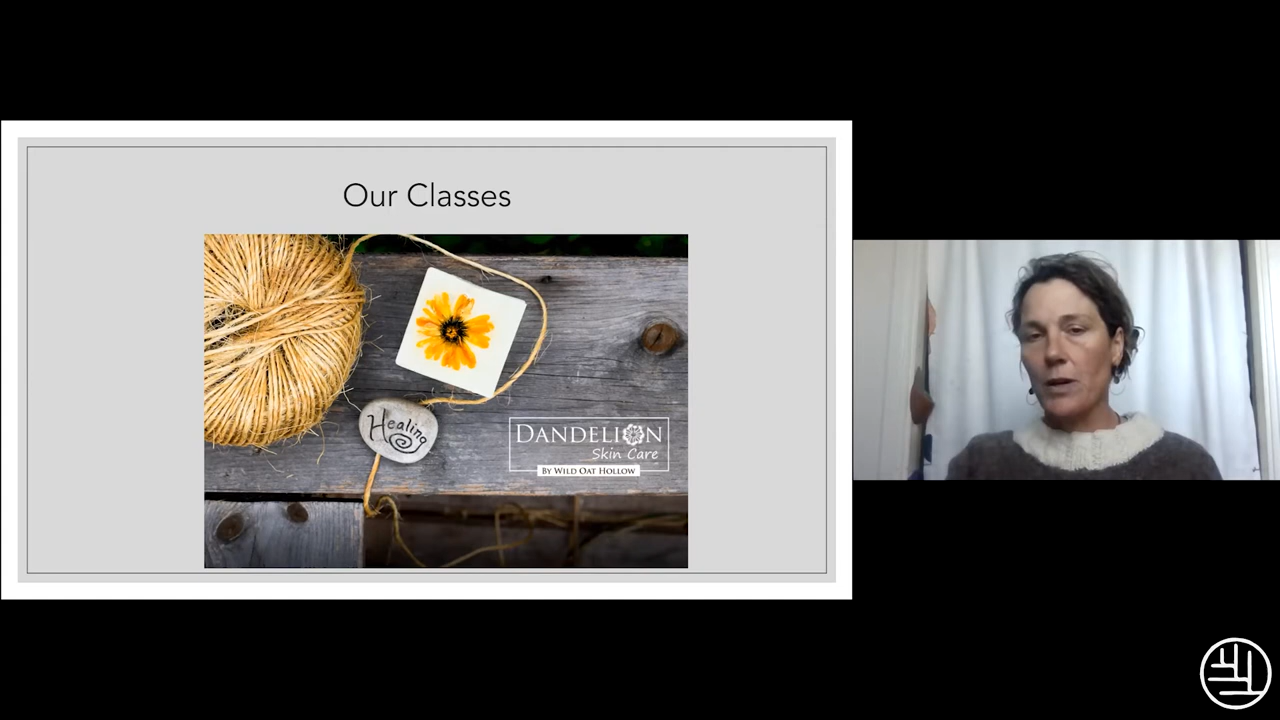 Our Classes
Healing
DANDELION
Skin Care
BY WILD OAT HOLLOW